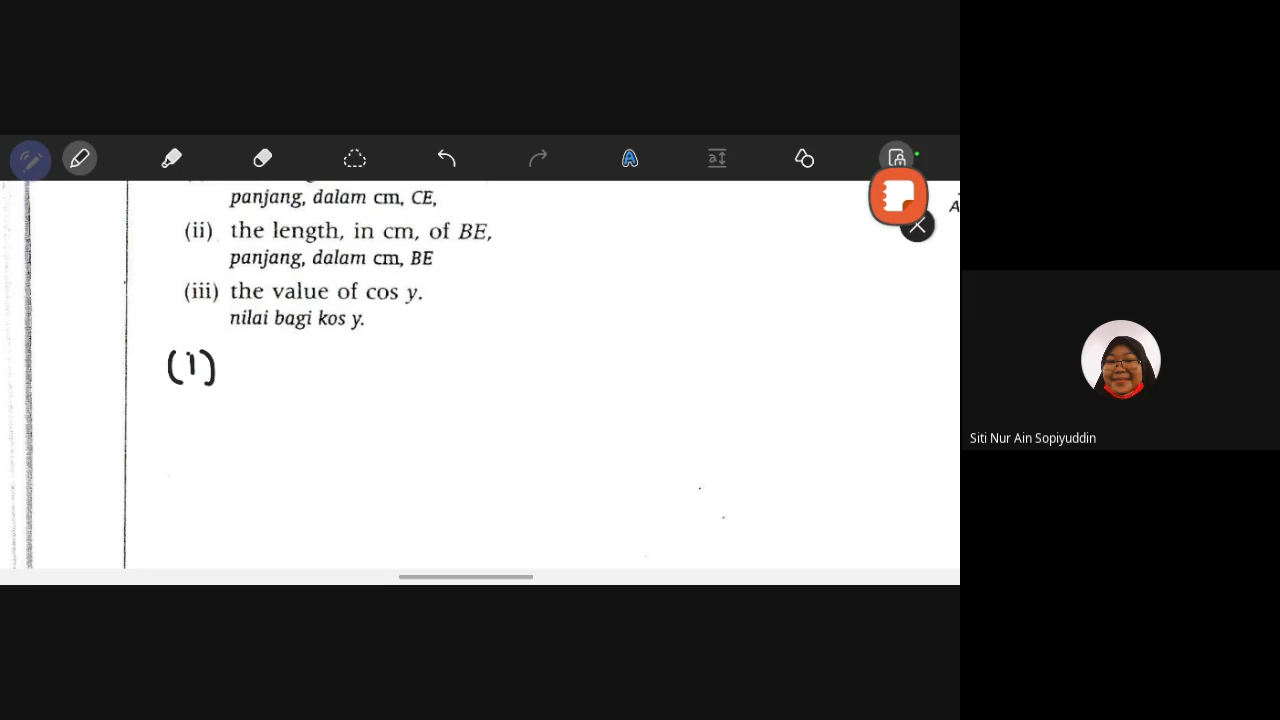 panjang, dalam cm, CE,
(ii) the length, in cm, of BE,
panjang, dalam cm, BE
(iii) the value of cos y.
nilai bagi kos y.
(i)
A
Siti Nur Ain Sopiyuddin